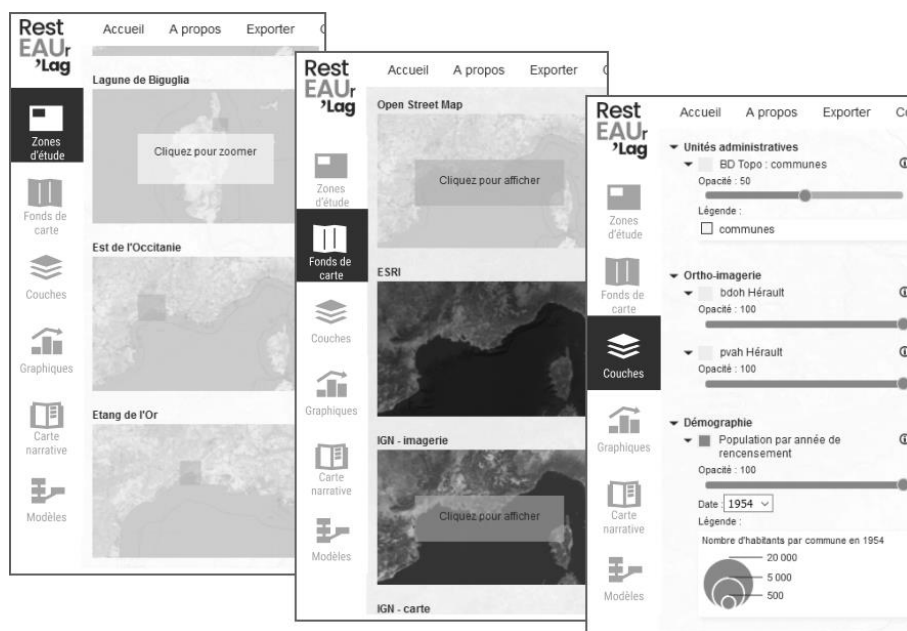 Rest
EAUr
’Lag
Accueil
A propos
Exporter
Lagune de Biguglia
Cliquez pour zoomer
Est de l'Occitanie
Etang de l'Or
Zones
d'étude
Fonds de
carte
Couches
Graphiques
Carte
narrative
Modèles
Rest
EAUr
’Lag
Accueil
A propos
Exporter
Open Street Map
Cliquez pour afficher
ESRI
IGN - imagerie
Cliquez pour afficher
IGN - carte
Zones
d'étude
Fonds de
carte
Couches
Graphiques
Carte
narrative
Modèles
Rest
EAUr
’Lag
Accueil
A propos
Exporter
Zones
d'étude
Fonds de
carte
Couches
Graphiques
Carte
narrative
Modèles
Unités administratives
BD Topo : communes
Opacité : 50
Légende :
communes
Ortho-imagerie
bdoh Hérault
Opacité : 100
pvah Hérault
Opacité : 100
Démographie
Population par année de
rencensement
Opacité : 100
Date : 1954
Légende :
Nombre d'habitants par commune en 1954
20 000
5 000
500